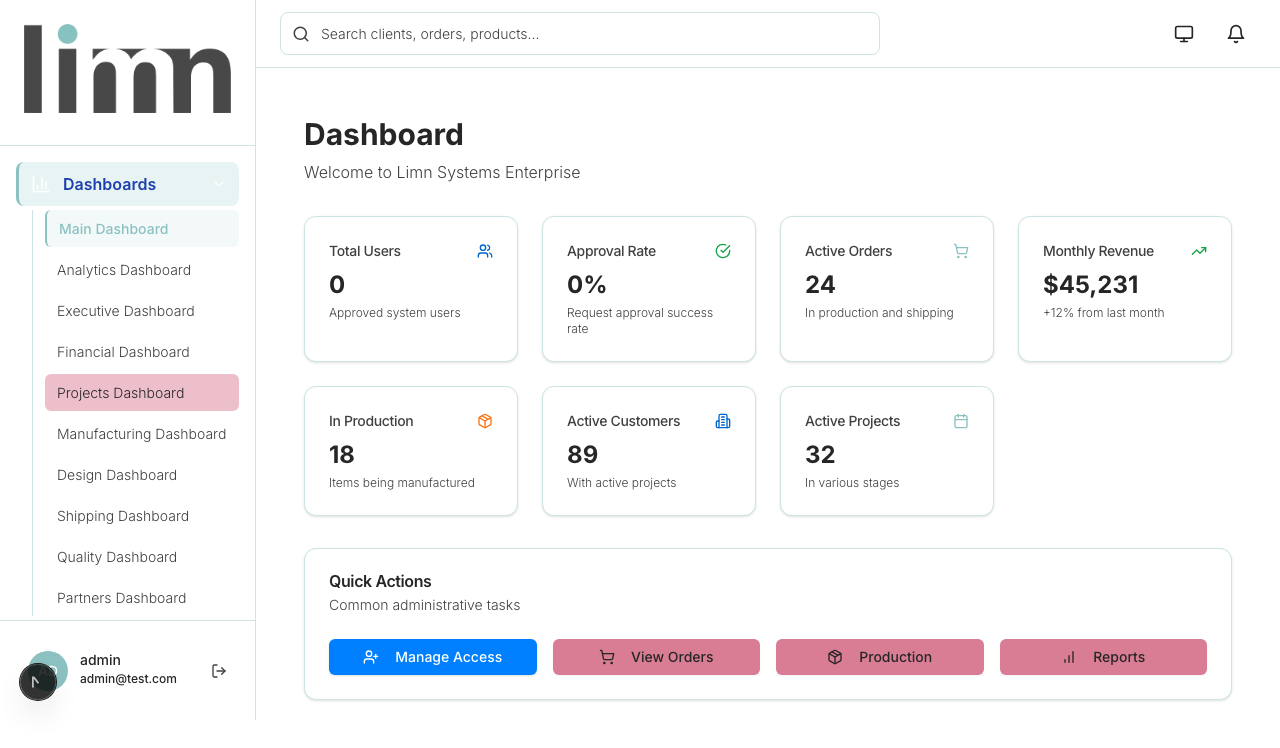 limn
Search clients, orders, products...
Dashboards
Main Dashboard
Analytics Dashboard
Executive Dashboard
Financial Dashboard
Projects Dashboard
Manufacturing Dashboard
Design Dashboard
Shipping Dashboard
Quality Dashboard
Partners Dashboard
admin
admin@test.com
Dashboard
Welcome to Limn Systems Enterprise
Total Users
0
Approved system users
Approval Rate
0%
Request approval success
rate
Active Orders
24
In production and shipping
Monthly Revenue
$45,231
+12% from last month
In Production
18
Items being manufactured
Active Customers
89
With active projects
Active Projects
32
In various stages
Quick Actions
Common administrative tasks
Manage Access
View Orders
Production
Reports